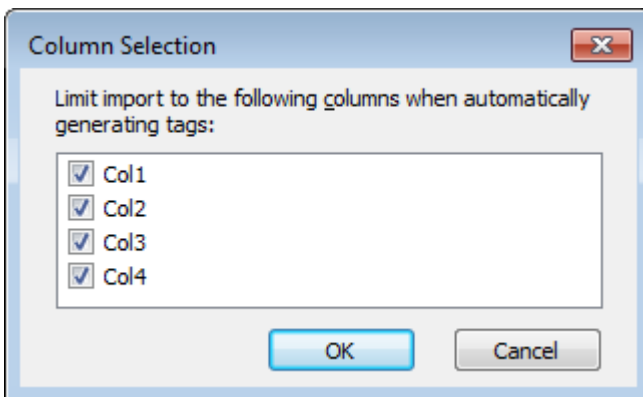 Column Selection
Limit import to the following columns when automatically
generating tags:
Col1
Col2
Col3
Col4
OK
Cancel